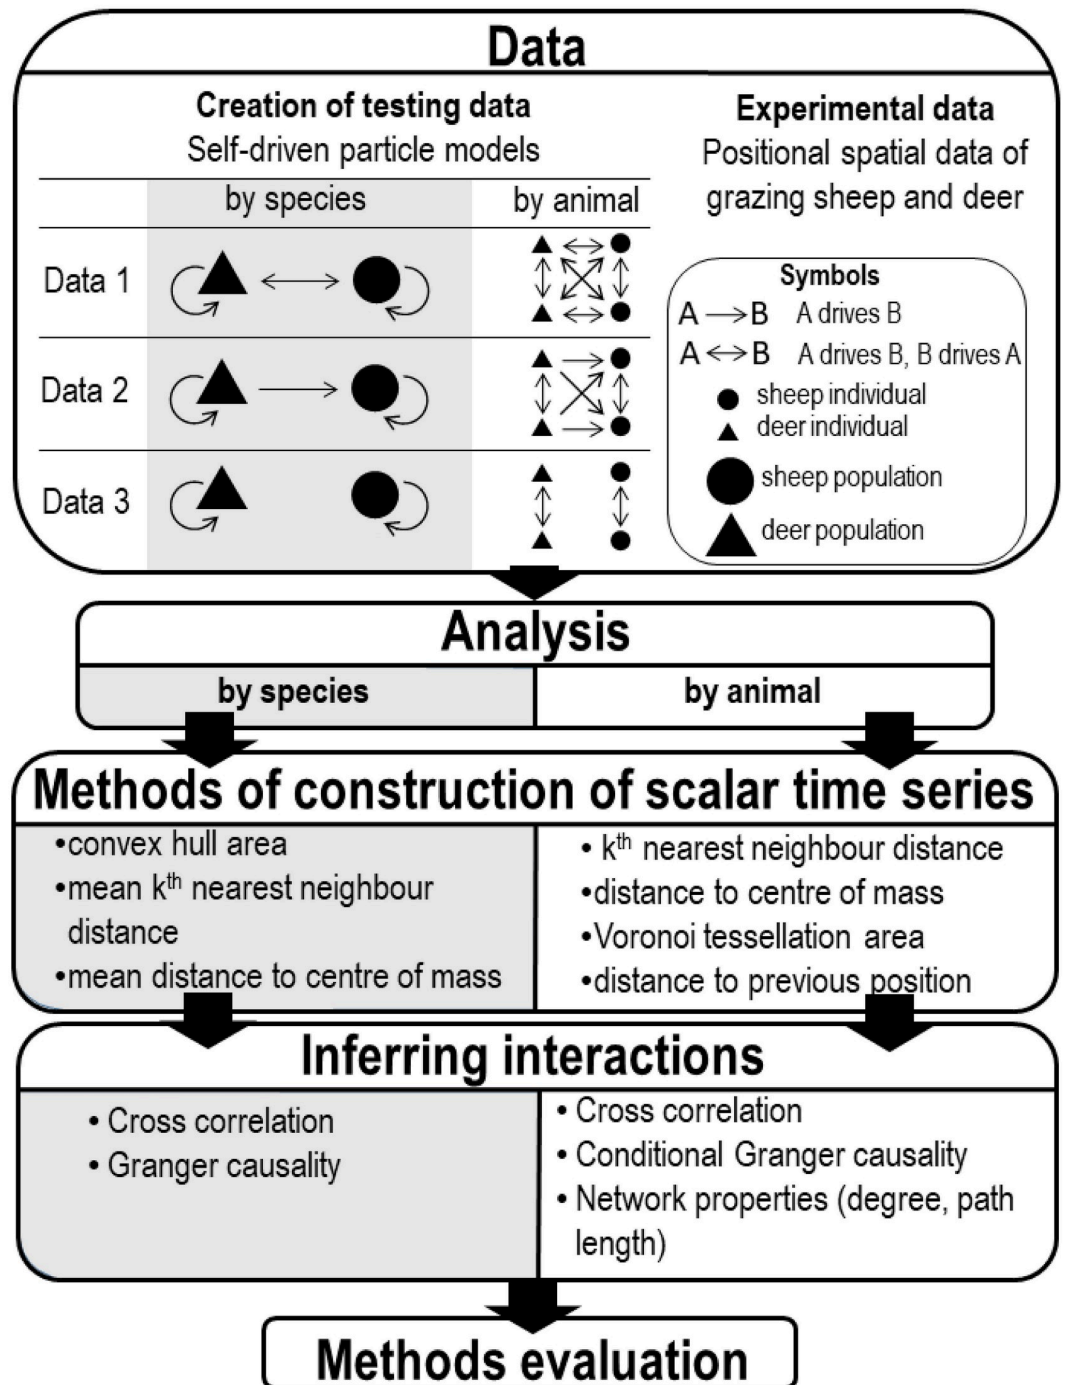 Data
Creation of testing data
Self-driven particle models
by species
by animal
Data 1
Data 2
Data 3
Experimental data
Positional spatial data of
grazing sheep and deer
Symbols
A → B A drives B
A ↔ B A drives B, B drives A
sheep individual
deer individual
sheep population
deer population
Analysis
by species
by animal
Methods of construction of scalar time series
•convex hull area
•mean kth nearest neighbour
distance
•mean distance to centre of mass
• kth nearest neighbour distance
•distance to centre of mass
•Voronoi tessellation area
•distance to previous position
Inferring interactions
• Cross correlation
• Granger causality
• Cross correlation
• Conditional Granger causality
• Network properties (degree, path
length)
Methods evaluation